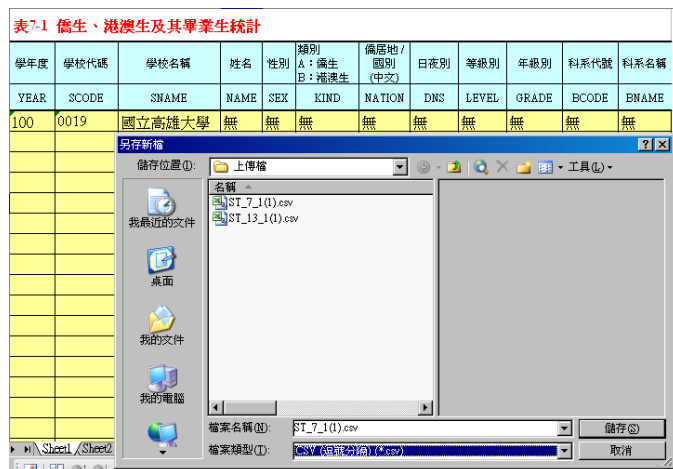 表7-1 僑生、港澳生及其畢業生統計
學年度 學校代碼 學校名稱 姓名 性別 類別 A：僑生 B：港澳生 僑居地/國別(中文) 日夜別 等級別 年級別 科系代號 科系名稱
YEAR SCODE SNAME NAME SEX KIND NATION DNS LEVEL GRADE BCODE BNAME
100 0019 國立高雄大學 無 無 無 無 無 無 無 無 無
另存新檔
儲存位置(I): 上傳檔 工具(L)
名稱
ST_7_1(1).csv
ST_13_1(1).csv
我最近的文件
桌面
我的文件
我的電腦
檔案名稱(N): ST_7_1(1).csv 儲存(S)
檔案類型(T): CSV (逗號分隔) (*.csv) 取消
Sheet1 Sheet2